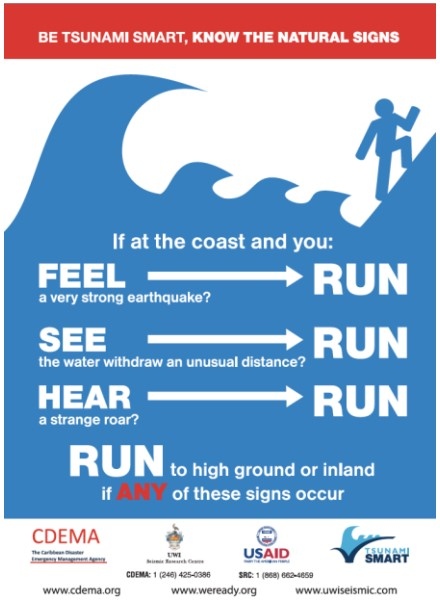 BE TSUNAMI SMART, KNOW THE NATURAL SIGNS
If at the coast and you:
FEEL RUN
a very strong earthquake?
SEE RUN
the water withdraw an unusual distance?
HEAR RUN
a strange roar?
RUN to high ground or inland
if ANY of these signs occur
CDEMA
The Caribbean Disaster
Emergency Management Agency
UWI
Seismic Research Centre
USAID
FROM THE AMERICAN PEOPLE
TSUNAMI
SMART
CDEMA: 1 (246) 425-0386 SRC: 1 (868) 662-4659
www.cdema.org www.weready.org www.uwiseismic.com